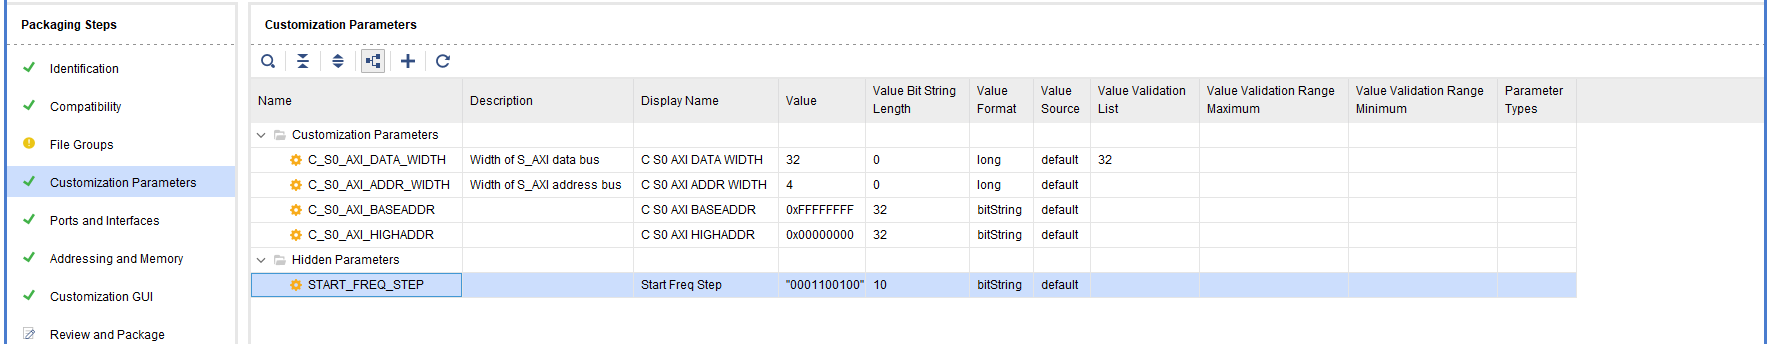 Packaging Steps
Identification
Compatibility
File Groups
Customization Parameters
Ports and Interfaces
Addressing and Memory
Customization GUI
Review and Package
Customization Parameters
Name Description Display Name Value Value Bit String Length Value Format Value Source Value Validation List Value Validation Range Maximum Value Validation Range Minimum Parameter Types
Customization Parameters
C_S0_AXI_DATA_WIDTH Width of S_AXI data bus C S0 AXI DATA WIDTH 32 0 long default 32
C_S0_AXI_ADDR_WIDTH Width of S_AXI address bus C S0 AXI ADDR WIDTH 4 0 long default
C_S0_AXI_BASEADDR C S0 AXI BASEADDR 0xFFFFFFFF 32 bitString default
C_S0_AXI_HIGHADDR C S0 AXI HIGHADDR 0x00000000 32 bitString default
Hidden Parameters
START_FREQ_STEP Start Freq Step "0001100100" 10 bitString default